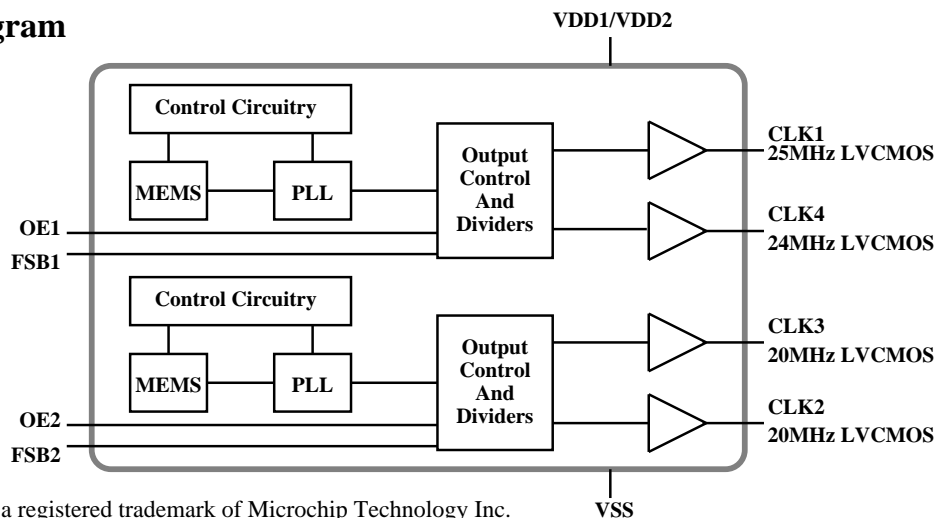 gram
VDD1/VDD2
Control Circuitry
MEMS
PLL
Output
Control
And
Dividers
CLK1
25MHz LVCMOS
CLK4
24MHz LVCMOS
OE1
FSB1
Control Circuitry
MEMS
PLL
Output
Control
And
Dividers
CLK3
20MHz LVCMOS
CLK2
20MHz LVCMOS
OE2
FSB2
a registered trademark of Microchip Technology Inc.
VSS